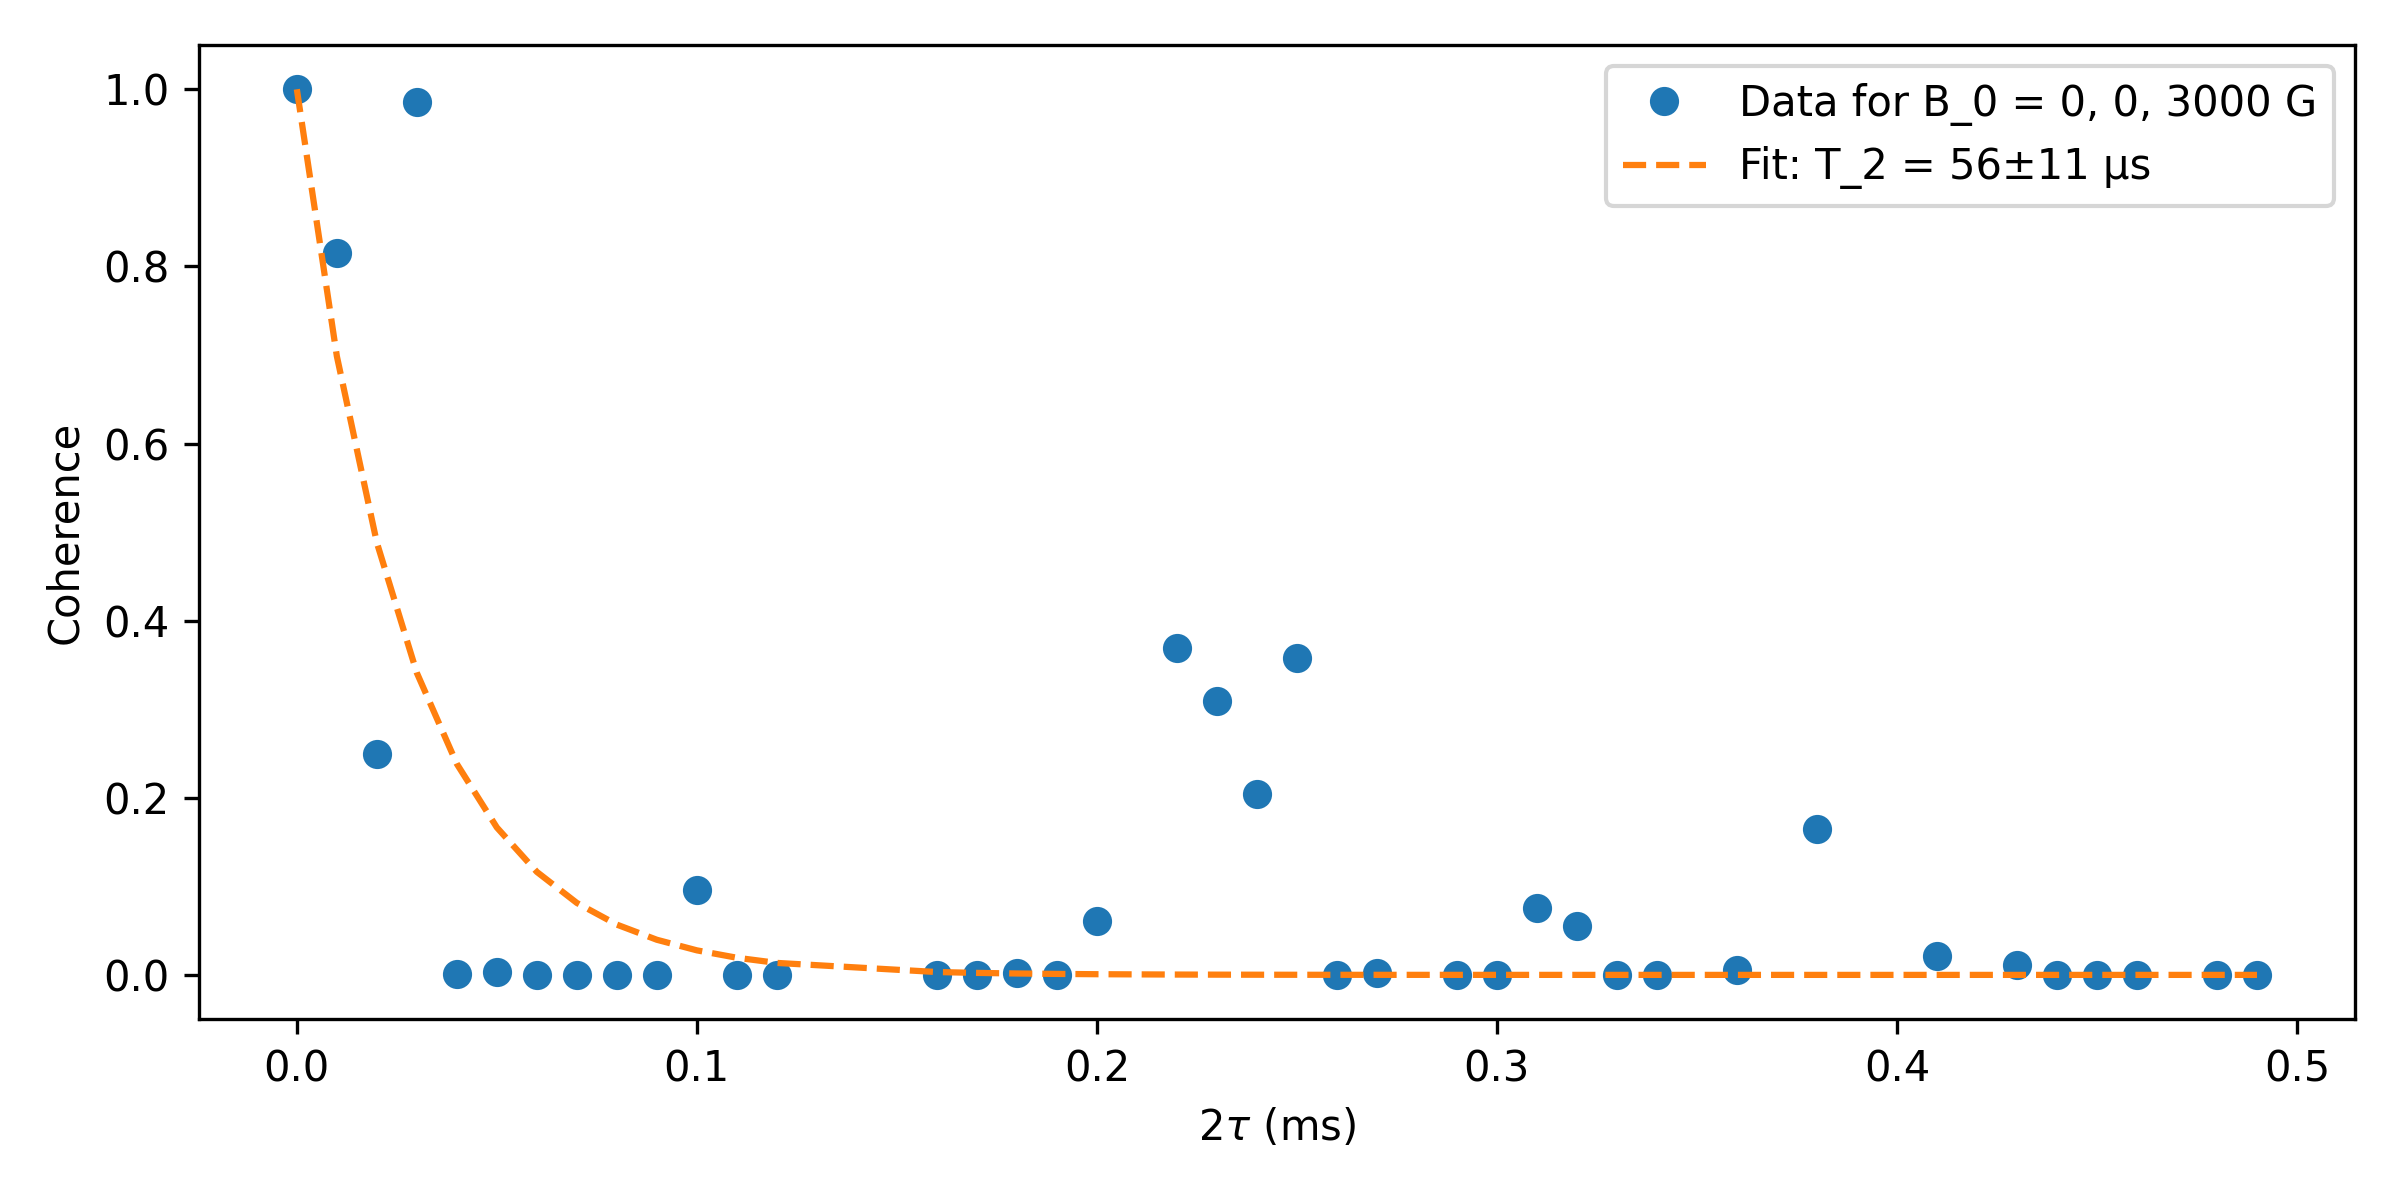 Data for B_0 = 0, 0, 3000 G
Fit: T_2 = 56±11 µs
1.0
0.8
0.6
0.4
0.2
0.0
Coherence
0.0 0.1 0.2 0.3 0.4 0.5
2τ (ms)